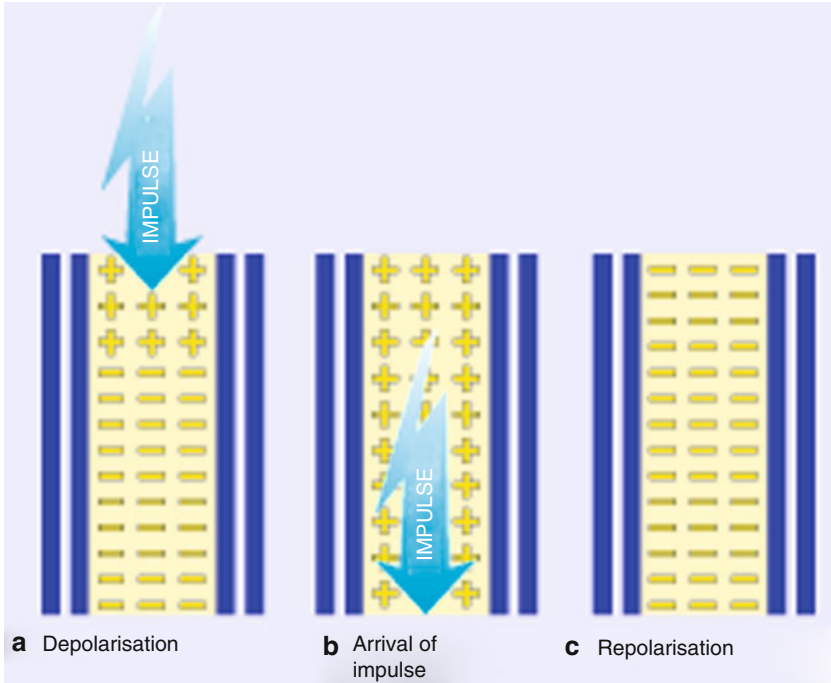 IMPULSE
IMPULSE
a Depolarisation
b Arrival of
impulse
c Repolarisation